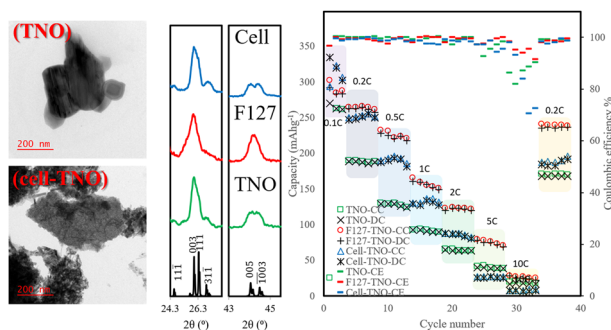 (TNO)
200 nm
(cell-TNO)
200 nm
Cell
F127
TNO
111̄
003
111
311̄
005
1̄003
24.3
26.3
43
45
2θ (º)
2θ (º)
Capacity (mAhg⁻¹)
350
300
250
200
150
100
50
0
0
10
20
30
40
Cycle number
100
80
60
40
20
0
Coulombic efficiency %
0.1C
0.2C
0.5C
1C
2C
5C
10C
0.2C
TNO-CC
TNO-DC
F127-TNO-CC
F127-TNO-DC
Cell-TNO-CC
Cell-TNO-DC
TNO-CE
F127-TNO-CE
Cell-TNO-CE